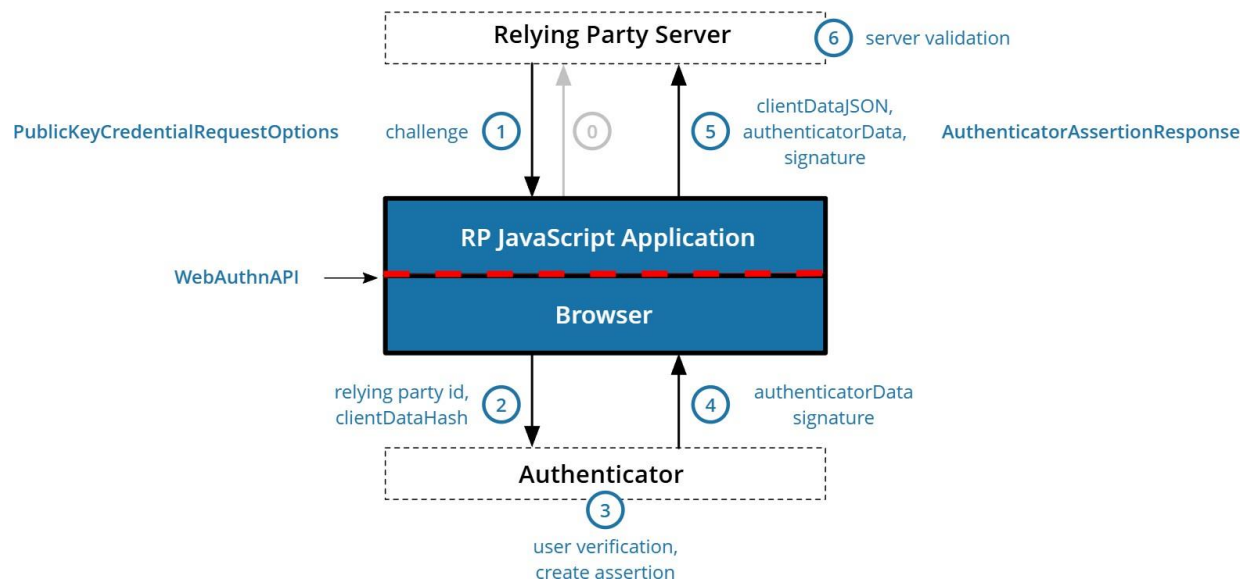 Relying Party Server
6 server validation
PublicKeyCredentialRequestOptions
challenge
1
0
5
clientDataJSON,
authenticatorData,
signature
AuthenticatorAssertionResponse
RP JavaScript Application
WebAuthnAPI
Browser
relying party id,
clientDataHash
2
4
authenticatorData
signature
Authenticator
3
user verification,
create assertion